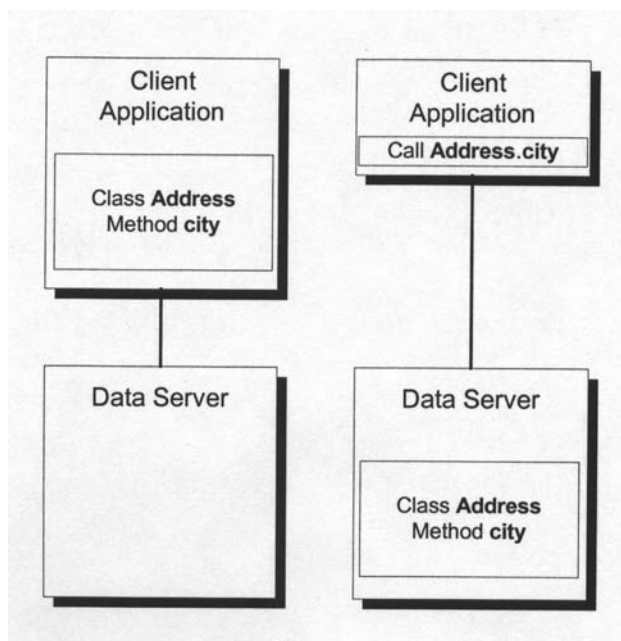 Client
Application
Class Address
Method city
Data Server
Client
Application
Call Address.city
Data Server
Class Address
Method city